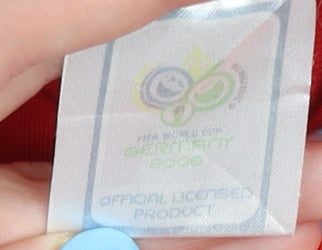 FIFA WORLD CUP
GERMANY
2006
OFFICIAL LICENSED
PRODUCT